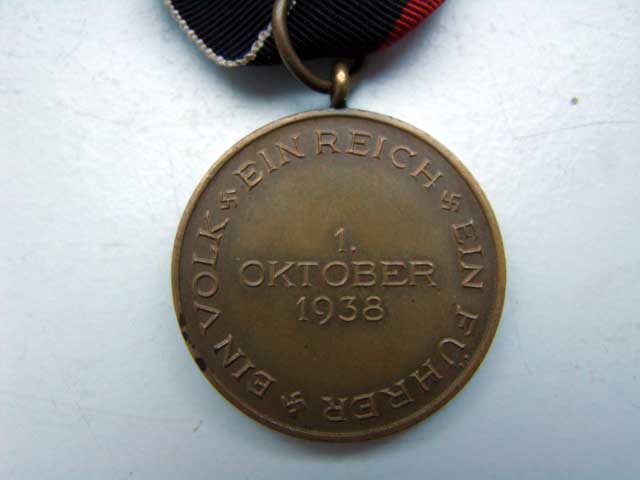 EIN VOLK EIN REICH EIN FÜHRER
1.
OKTOBER
1938